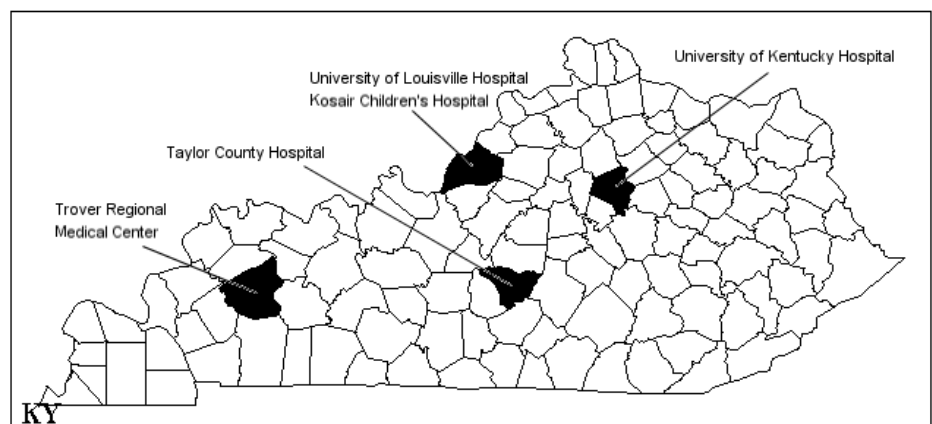 University of Kentucky Hospital
University of Louisville Hospital
Kosair Children's Hospital
Taylor County Hospital
Trover Regional
Medical Center
KY